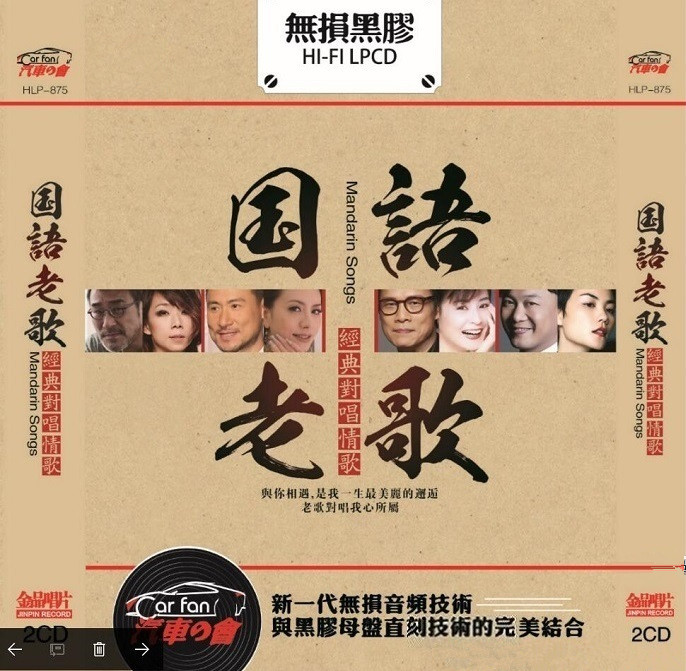 無損黑膠
HI-FI LPCD
Car fan
汽車の會
HLP-875
Car fan
汽車の會
HLP-875
国語
Mandarin Songs
老歌
經典對唱情歌
國語老歌
經典對唱情歌
Mandarin Songs
国語老歌
經典對唱情歌
Mandarin Songs
與你相遇,是我一生最美麗的邂逅
老歌對唱我心所屬
Car fan
汽車の會
新一代無損音頻技術
與黑膠母盤直刻技術的完美結合
金品唱片
JINPIN RECORD
2CD
金品唱片
JINPIN RECORD
2CD